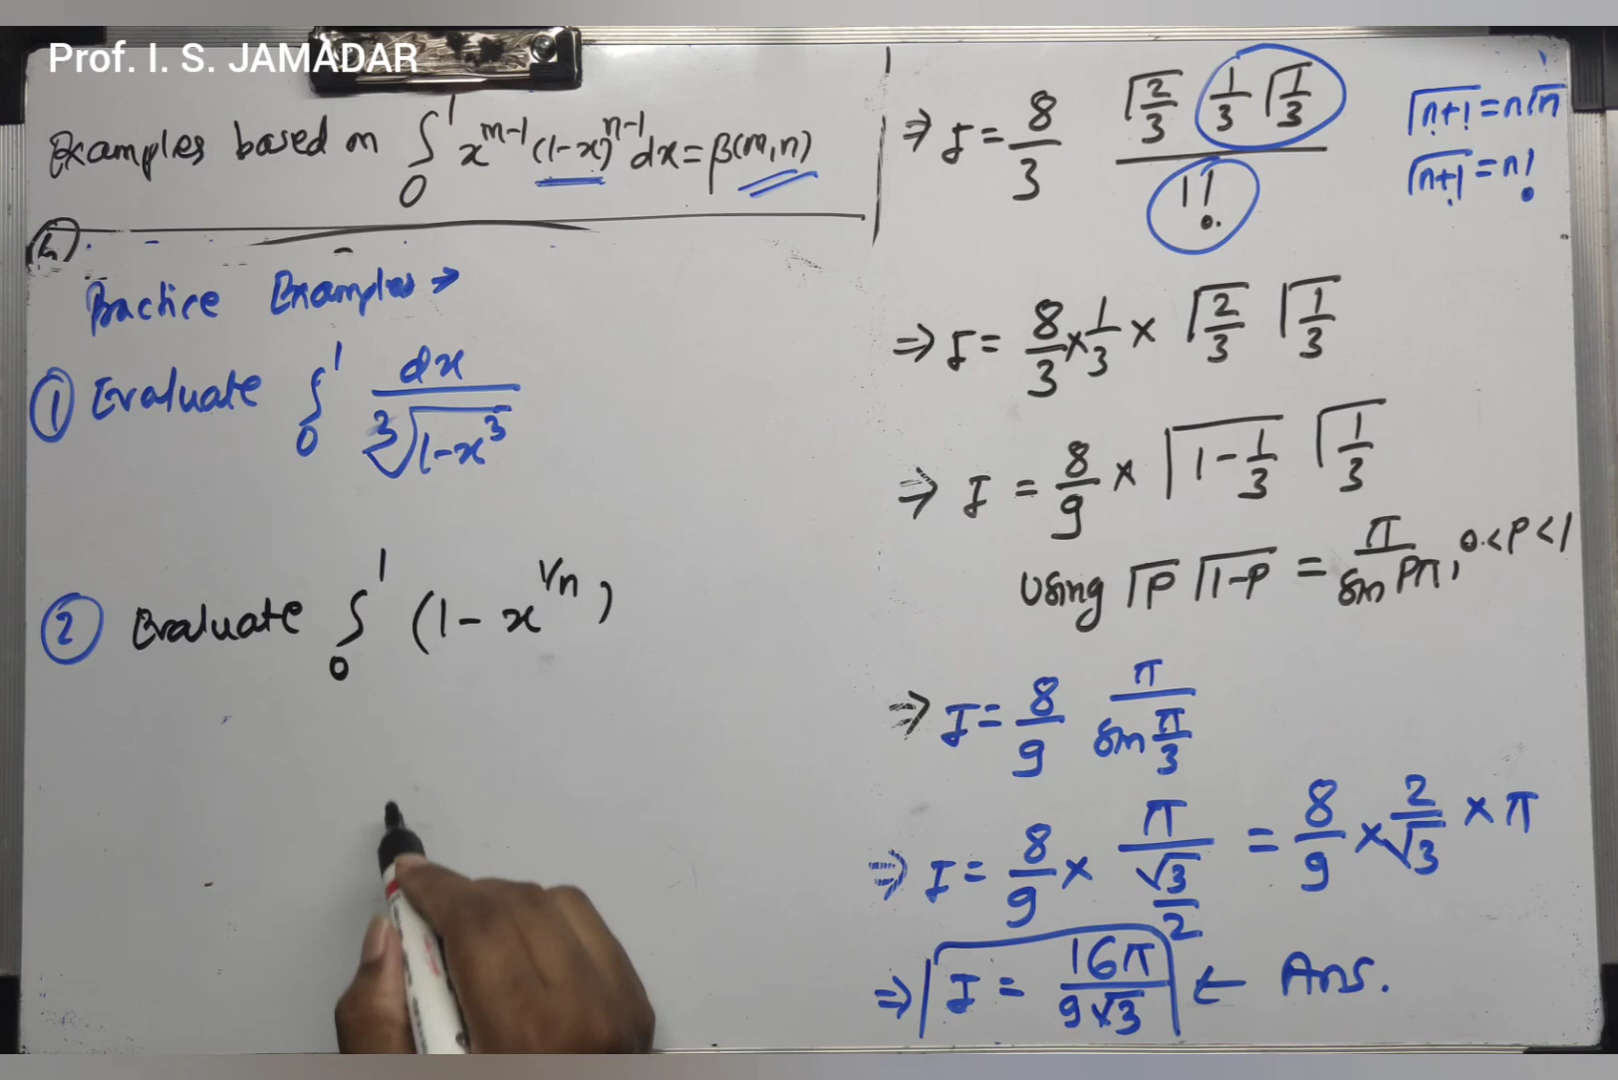 Prof. I. S. JAMADAR
Examples based on ∫₀¹ x^(m-1) (1-x)^(n-1) dx = β(m,n)
Practice Examples →
① Evaluate ∫₀¹ dx / ∛(1-x³)
② Evaluate ∫₀¹ (1 - x^(1/n))
⇒ I = 8/3 (Γ(2/3) 1/3 Γ(1/3)) / 1!
Γ(n+1) = nΓn
Γ(n+1) = n!
⇒ I = 8/3 × 1/3 × Γ(2/3) Γ(1/3)
⇒ I = 8/9 × Γ(1 - 1/3) Γ(1/3)
Using Γp Γ(1-p) = π / sin pπ, 0<p<1
⇒ I = 8/9 π / sin π/3
⇒ I = 8/9 × π / (√3/2) = 8/9 × 2/√3 × π
⇒ I = 16π / 9√3 ← Ans.